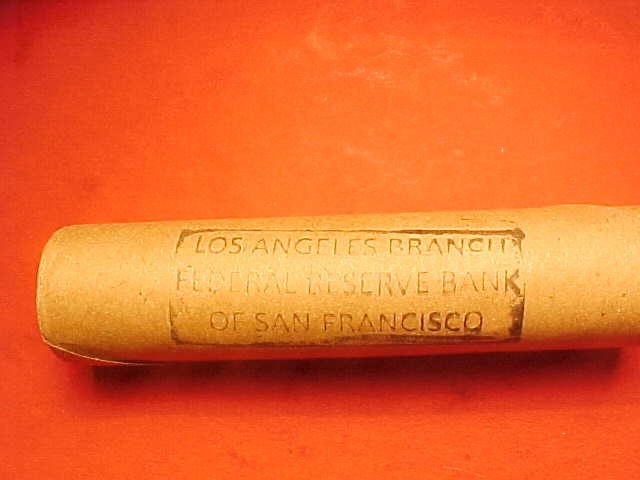 LOS ANGELES BRANCH
FEDERAL RESERVE BANK
OF SAN FRANCISCO